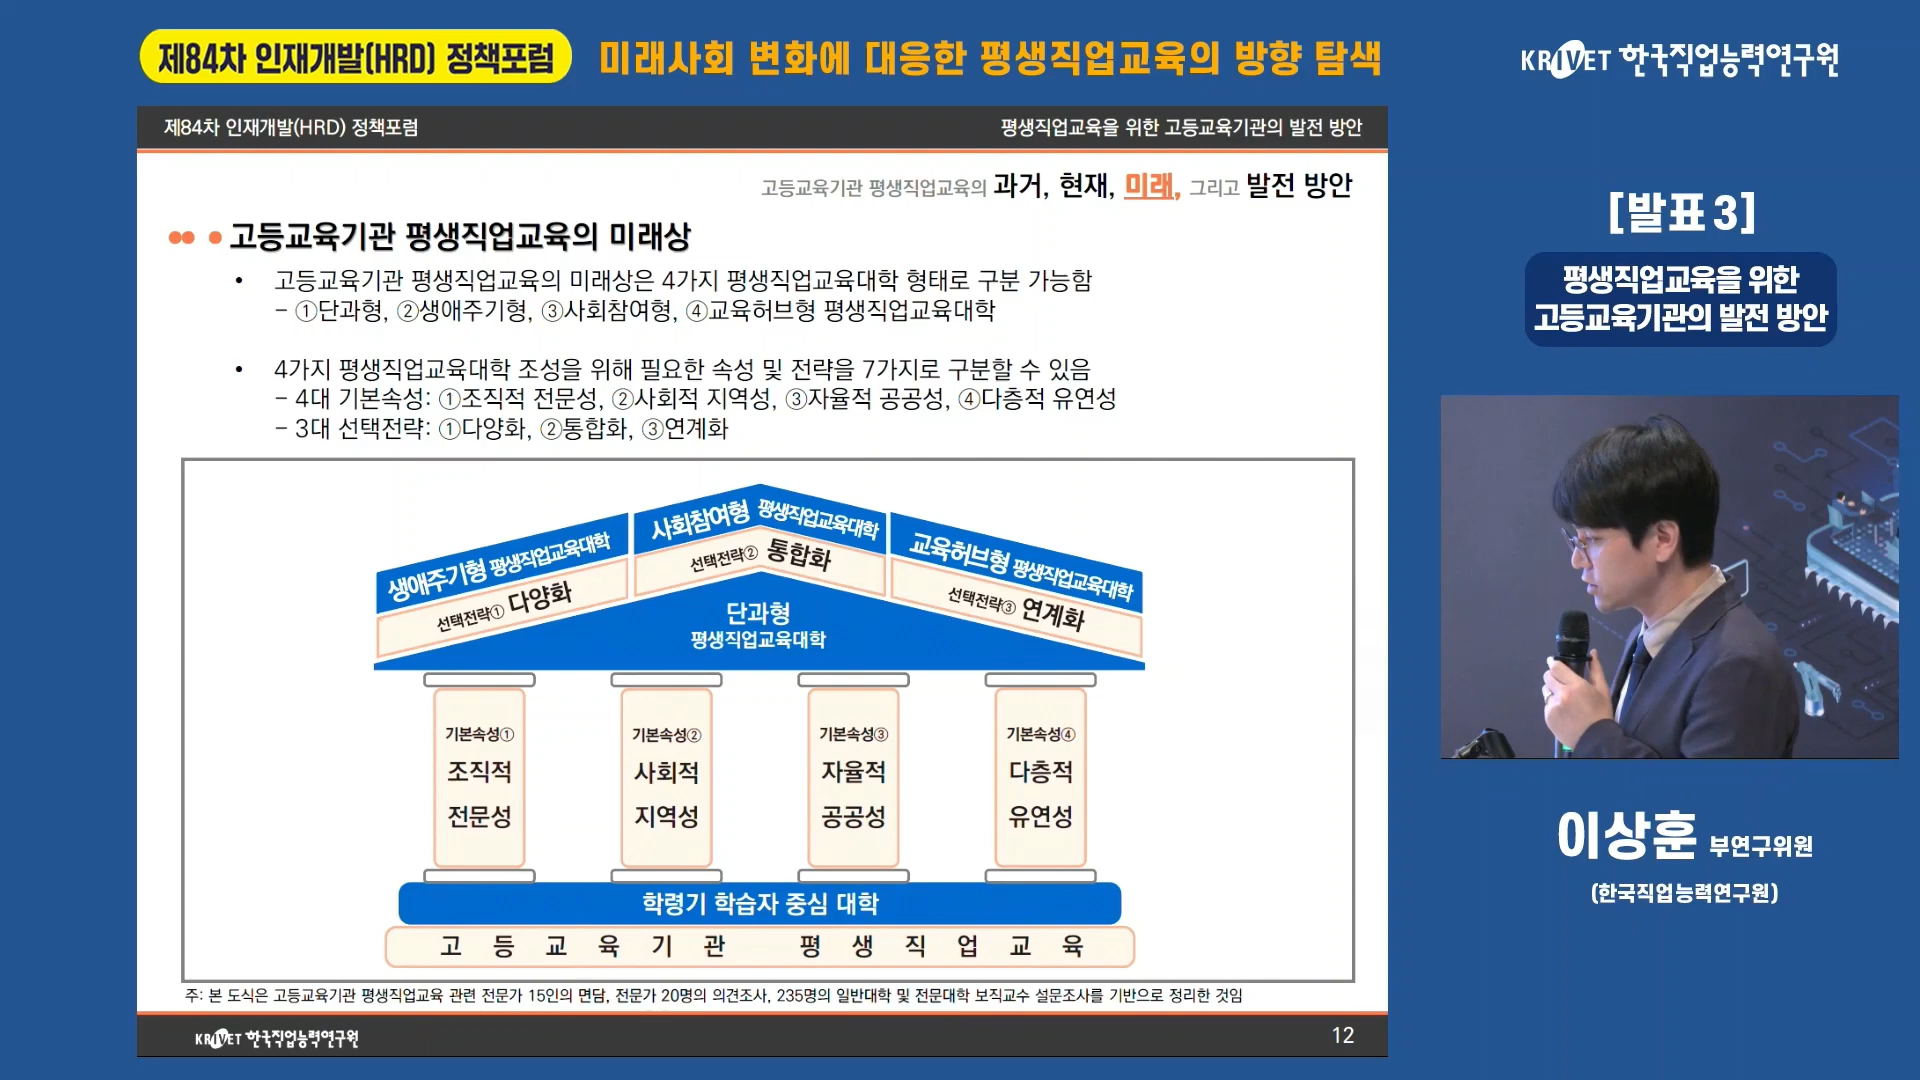 제84차 인재개발(HRD) 정책포럼
미래사회 변화에 대응한 평생직업교육의 방향 탐색
KRIVET 한국직업능력연구원
제84차 인재개발(HRD) 정책포럼
평생직업교육을 위한 고등교육기관의 발전 방안
고등교육기관 평생직업교육의 과거, 현재, 미래, 그리고 발전 방안
고등교육기관 평생직업교육의 미래상
• 고등교육기관 평생직업교육의 미래상은 4가지 평생직업교육대학 형태로 구분 가능함
– ①단과형, ②생애주기형, ③사회참여형, ④교육허브형 평생직업교육대학
• 4가지 평생직업교육대학 조성을 위해 필요한 속성 및 전략을 7가지로 구분할 수 있음
– 4대 기본속성: ①조직적 전문성, ②사회적 지역성, ③자율적 공공성, ④다층적 유연성
– 3대 선택전략: ①다양화, ②통합화, ③연계화
생애주기형 평생직업교육대학
선택전략① 다양화
사회참여형 평생직업교육대학
선택전략② 통합화
교육허브형 평생직업교육대학
선택전략③ 연계화
단과형
평생직업교육대학
기본속성①
조직적
전문성
기본속성②
사회적
지역성
기본속성③
자율적
공공성
기본속성④
다층적
유연성
학령기 학습자 중심 대학
고 등 교 육 기 관 평 생 직 업 교 육
주: 본 도식은 고등교육기관 평생직업교육 관련 전문가 15인의 면담, 전문가 20명의 의견조사, 235명의 일반대학 및 전문대학 보직교수 설문조사를 기반으로 정리한 것임
KRIVET 한국직업능력연구원
12
[발표 3]
평생직업교육을 위한
고등교육기관의 발전 방안
이상훈 부연구위원
(한국직업능력연구원)